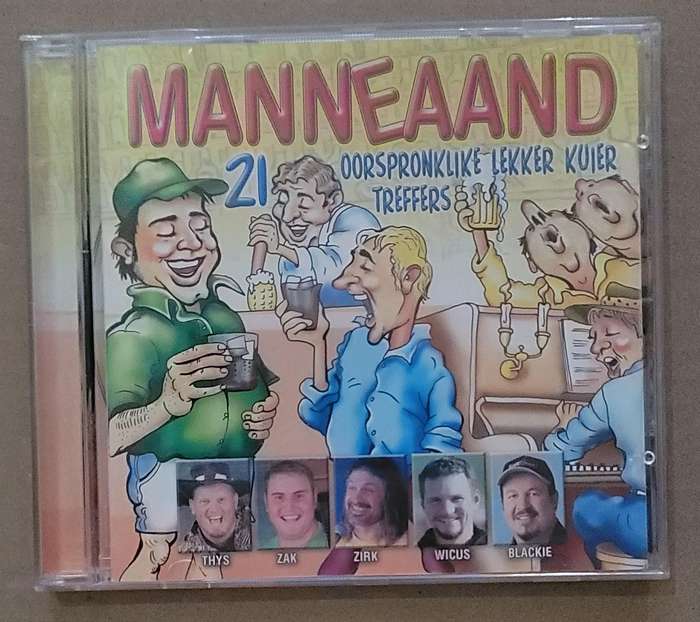 MANNEAAND
21 OORSPRONKLIKE LEKKER KUIER
TREFFERS
THYS ZAK ZIRK WICUS BLACKIE